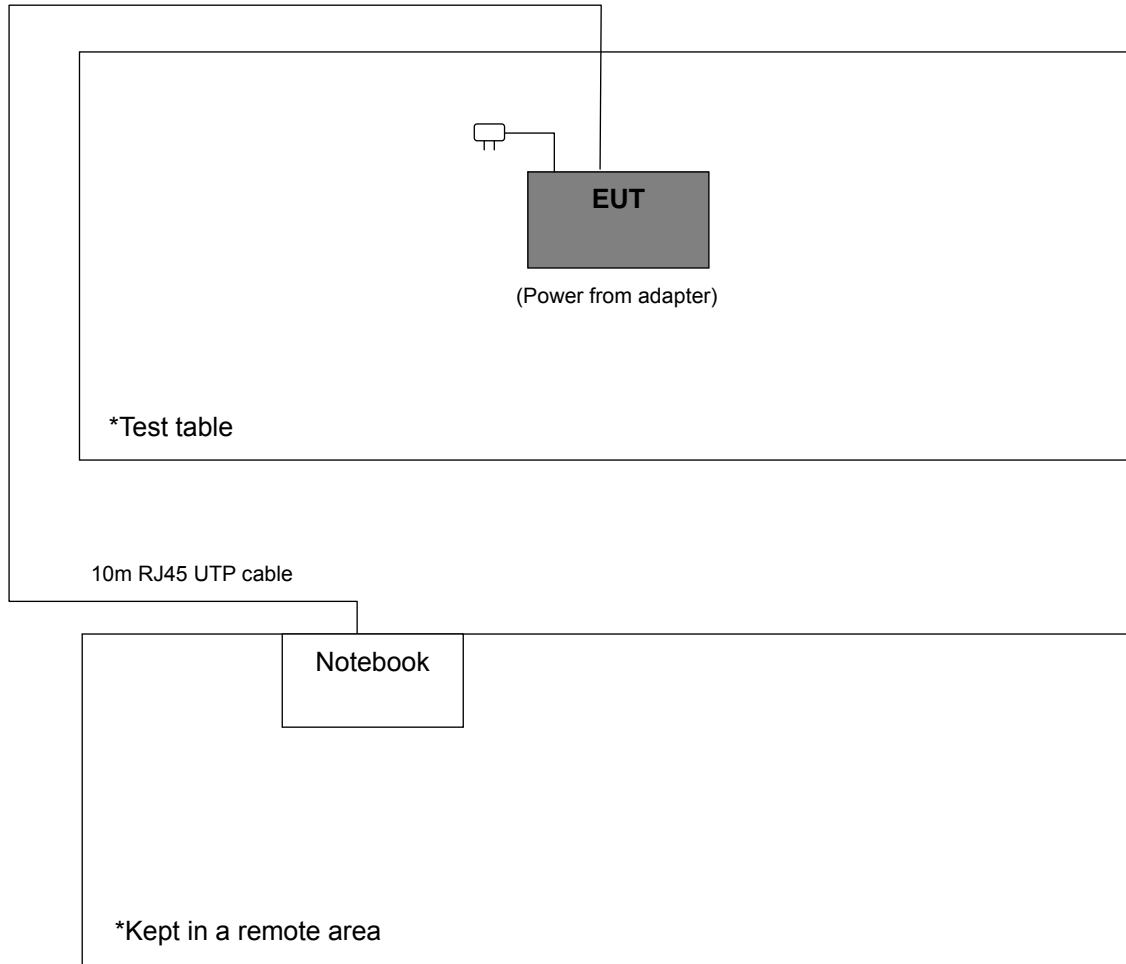 EUT
(Power from adapter)
*Test table
10m RJ45 UTP cable
Notebook
*Kept in a remote area